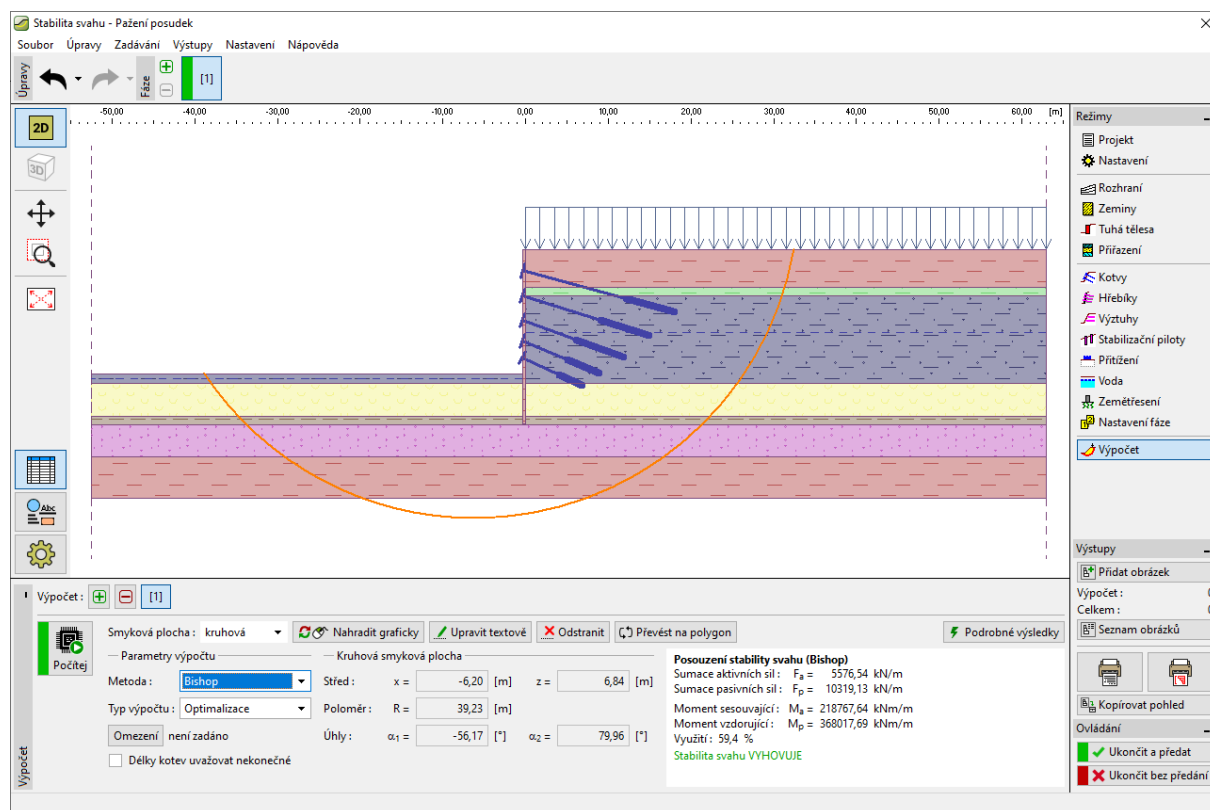 Stabilita svahu - Pažení posudek
Soubor Úpravy Zadávání Výstupy Nastavení Nápověda
Úpravy
Fáze
[1]
-50,00 -40,00 -30,00 -20,00 -10,00 0,00 10,00 20,00 30,00 40,00 50,00 60,00 [m]
2D
3D
Abc
Režimy
Projekt
Nastavení
Rozhraní
Zeminy
Tuhá tělesa
Přiřazení
Kotvy
Hřebíky
Výztuhy
Stabilizační piloty
Přitížení
Voda
Zemětřesení
Nastavení fáze
Výpočet
Výstupy
Přidat obrázek
Výpočet : 0
Celkem : 0
Seznam obrázků
Kopírovat pohled
Ovládání
Ukončit a předat
Ukončit bez předání
Výpočet
Výpočet : [1]
Počítej
Smyková plocha : kruhová Nahradit graficky Upravit textově Odstranit Převést na polygon Podrobné výsledky
Parametry výpočtu
Metoda : Bishop
Typ výpočtu : Optimalizace
Omezení není zadáno
Délky kotev uvažovat nekonečné
Kruhová smyková plocha
Střed : x = -6,20 [m] z = 6,84 [m]
Poloměr : R = 39,23 [m]
Úhly : α1 = -56,17 [°] α2 = 79,96 [°]
Posouzení stability svahu (Bishop)
Sumace aktivních sil : Fa = 5576,54 kN/m
Sumace pasivních sil : Fp = 10319,13 kN/m
Moment sesouvající : Ma = 218767,64 kNm/m
Moment vzdorující : Mp = 368017,69 kNm/m
Využití : 59,4 %
Stabilita svahu VYHOVUJE